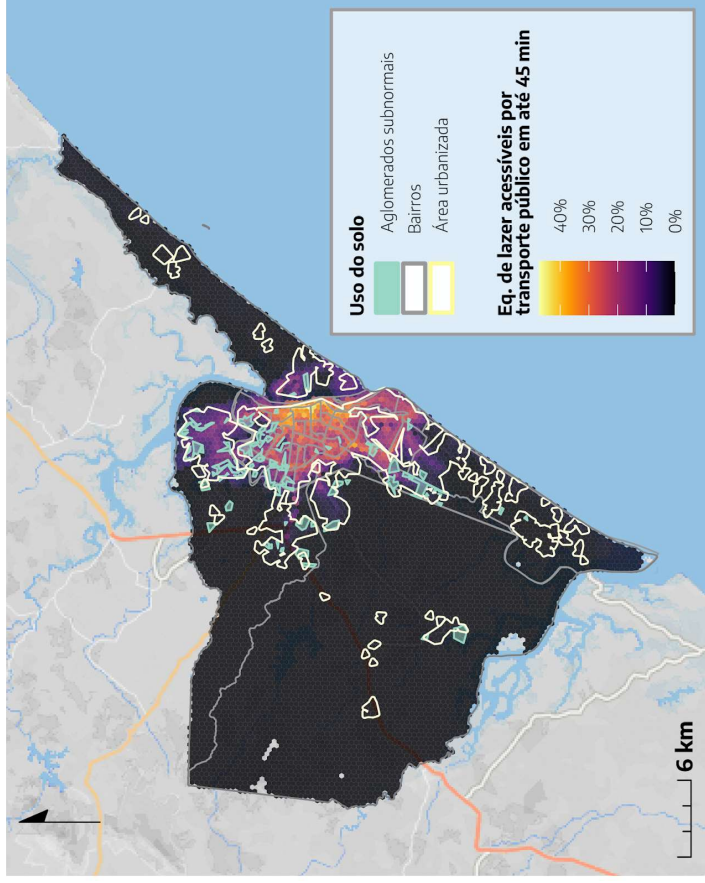 Uso do solo
Aglomerados subnormais
Bairros
Área urbanizada
Eq. de lazer acessíveis por
transporte público em até 45 min
40%
30%
20%
10%
0%
6 km